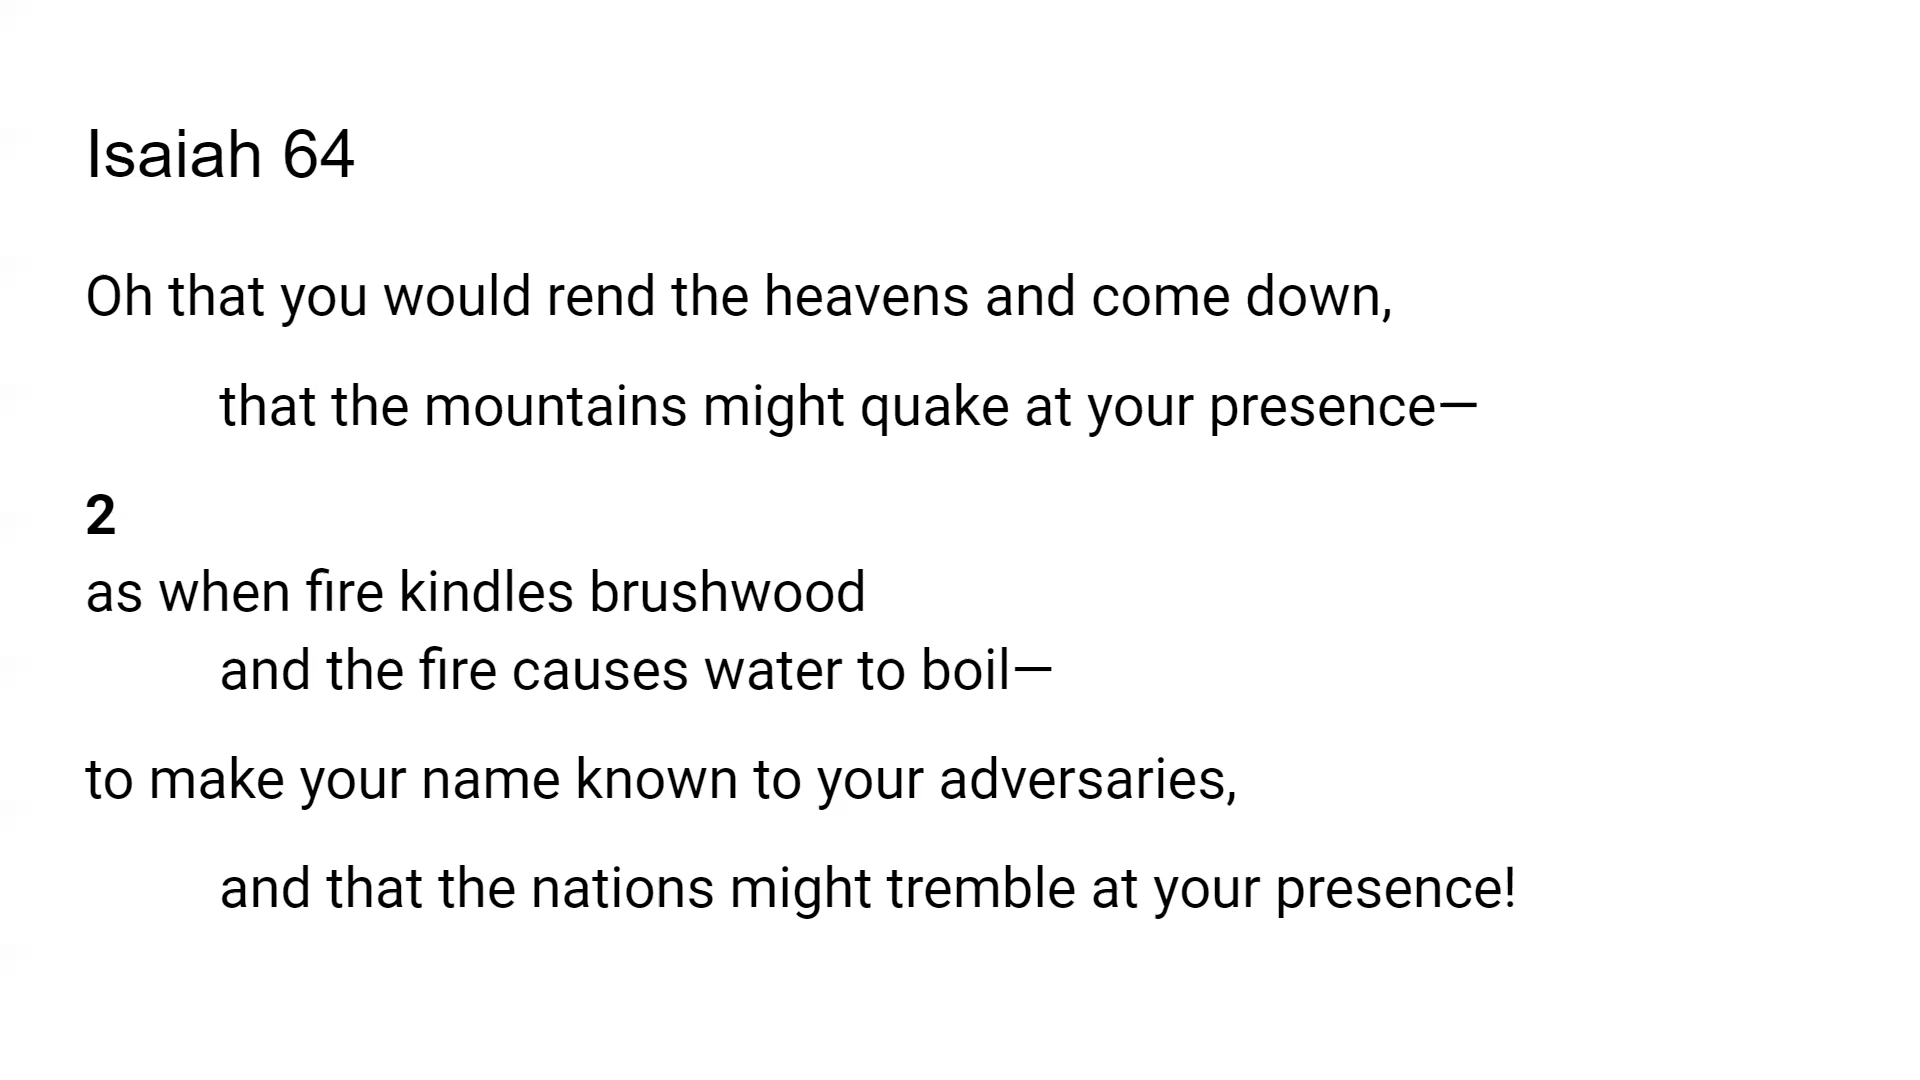 Isaiah 64
Oh that you would rend the heavens and come down,
that the mountains might quake at your presence—
2
as when fire kindles brushwood
and the fire causes water to boil—
to make your name known to your adversaries,
and that the nations might tremble at your presence!